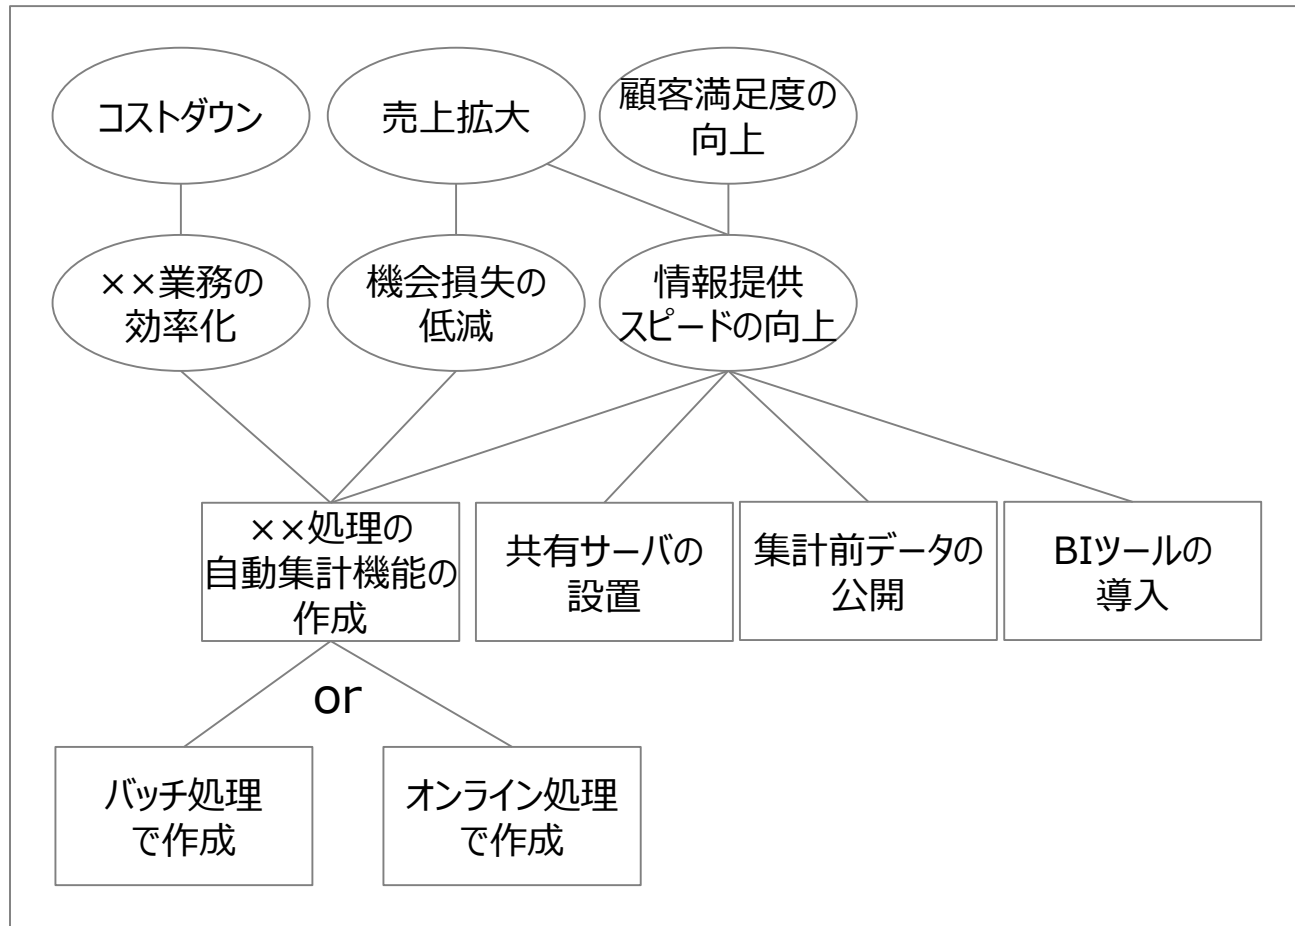 コストダウン
売上拡大
顧客満足度の
向上
××業務の
効率化
機会損失の
低減
情報提供
スピードの向上
××処理の
自動集計機能の
作成
共有サーバの
設置
集計前データの
公開
BIツールの
導入
or
バッチ処理
で作成
オンライン処理
で作成